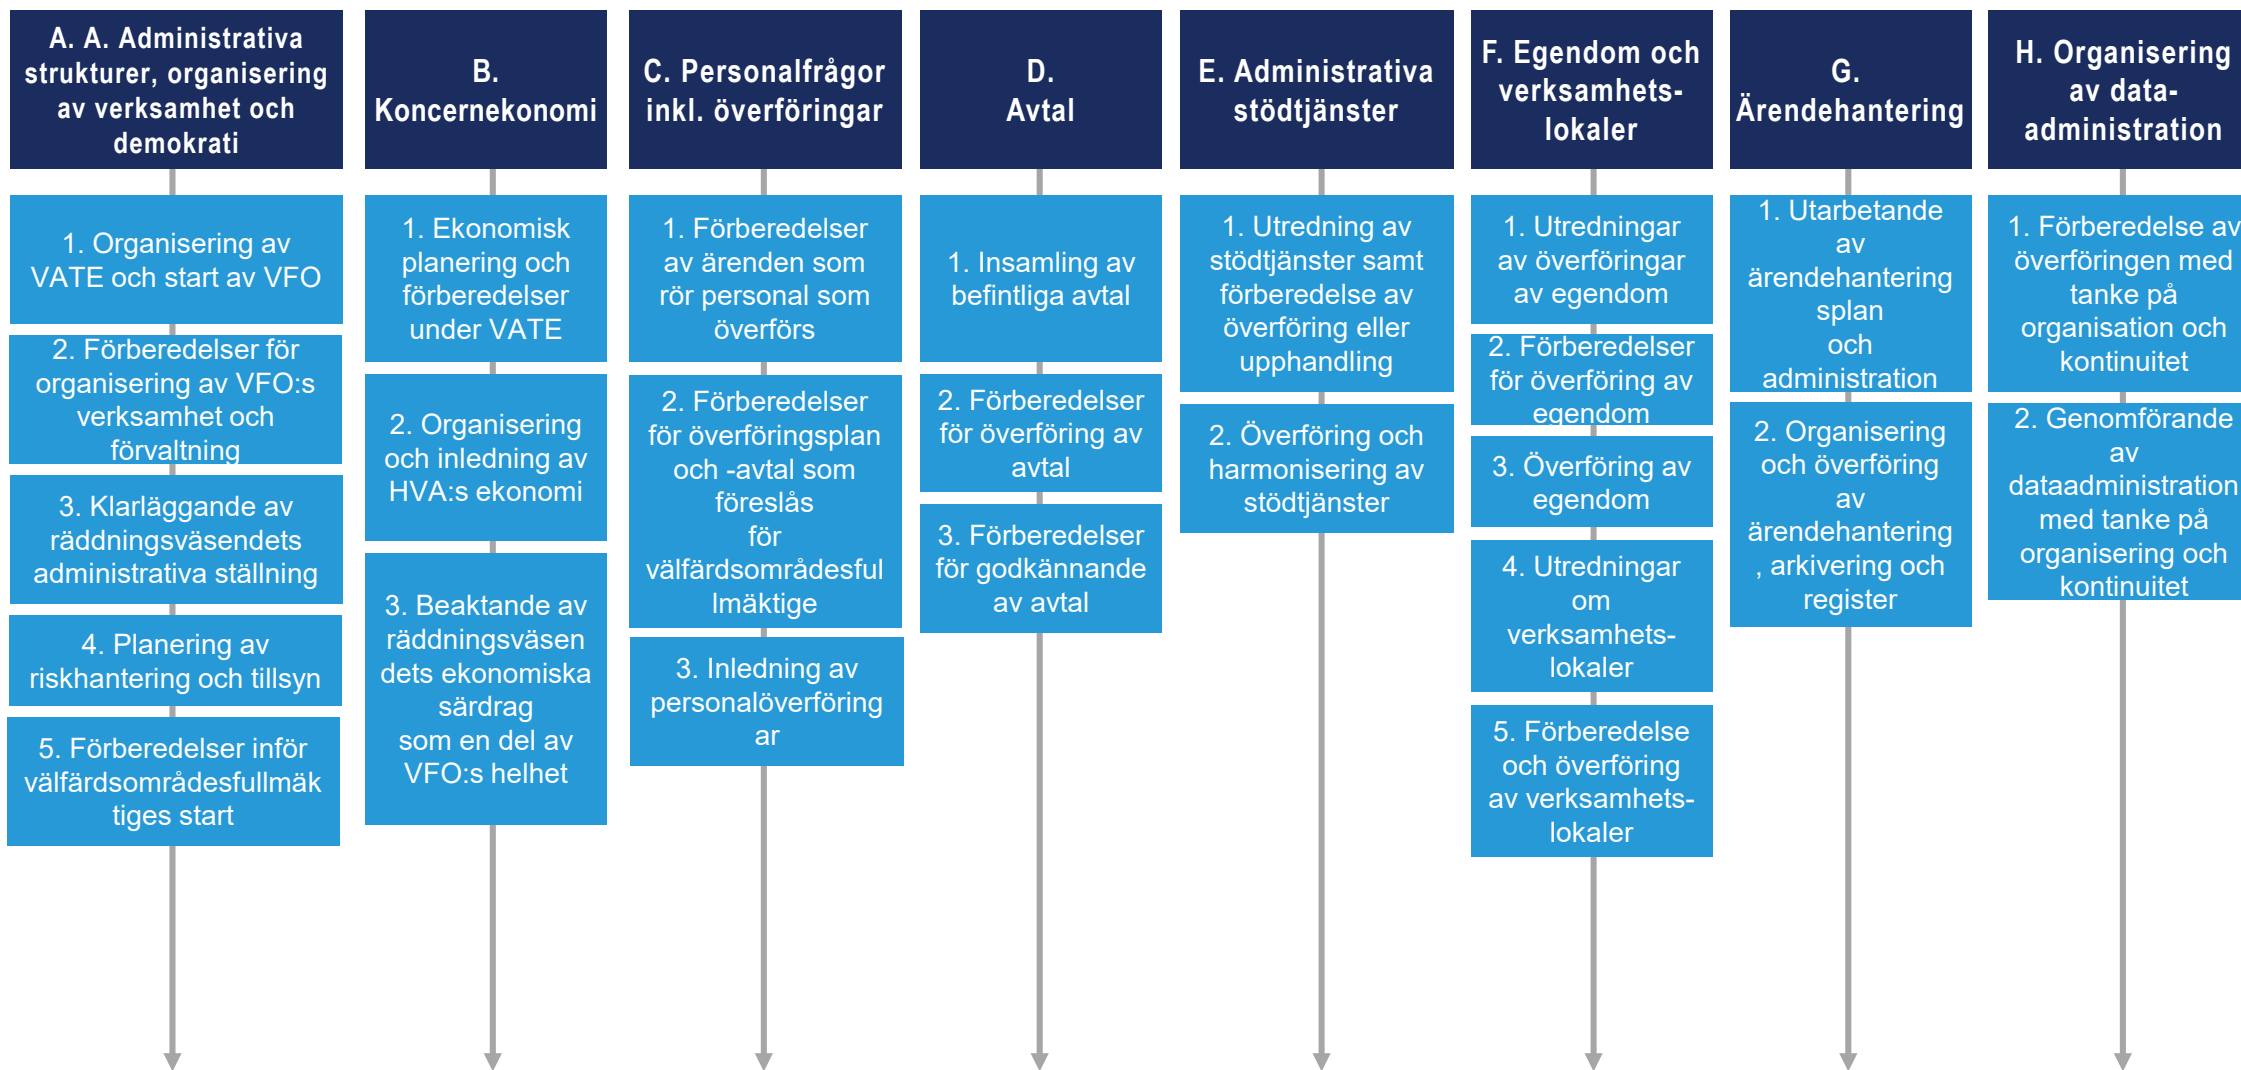 A. A. Administrativa
strukturer, organisering
av verksamhet och
demokrati
1. Organisering av
VATE och start av VFO
2. Förberedelser för
organisering av VFO:s
verksamhet och
förvaltning
3. Klarläggande av
räddningsväsendets
administrativa ställning
4. Planering av
riskhantering och tillsyn
5. Förberedelser inför
välfärdsområdesfullmäk
tiges start
B.
Koncernekonomi
1. Ekonomisk
planering och
förberedelser
under VATE
2. Organisering
och inledning av
HVA:s ekonomi
3. Beaktande av
räddningsväsen
dets ekonomiska
särdrag
som en del av
VFO:s helhet
C. Personalfrågor
inkl. överföringar
1. Förberedelser
av ärenden som
rör personal som
överförs
2. Förberedelser
för överföringsplan
och -avtal som
föreslås
för
välfärdsområdesful
lmäktige
3. Inledning av
personalöverföring
ar
D.
Avtal
1. Insamling av
befintliga avtal
2. Förberedelser
för överföring av
avtal
3. Förberedelser
för godkännande
av avtal
E. Administrativa
stödtjänster
1. Utredning av
stödtjänster samt
förberedelse av
överföring eller
upphandling
2. Överföring och
harmonisering av
stödtjänster
F. Egendom och
verksamhets-
lokaler
1. Utredningar
av överföringar
av egendom
2. Förberedelser
för överföring av
egendom
3. Överföring av
egendom
4. Utredningar
om
verksamhets-
lokaler
5. Förberedelse
och överföring
av verksamhets-
lokaler
G.
Ärendehantering
1. Utarbetande
av
ärendehantering
splan
och
administration
2. Organisering
och överföring
av
ärendehantering
, arkivering och
register
H. Organisering
av data-
administration
1. Förberedelse av
överföringen med
tanke på
organisation och
kontinuitet
2. Genomförande
av
dataadministration
med tanke på
organisering och
kontinuitet